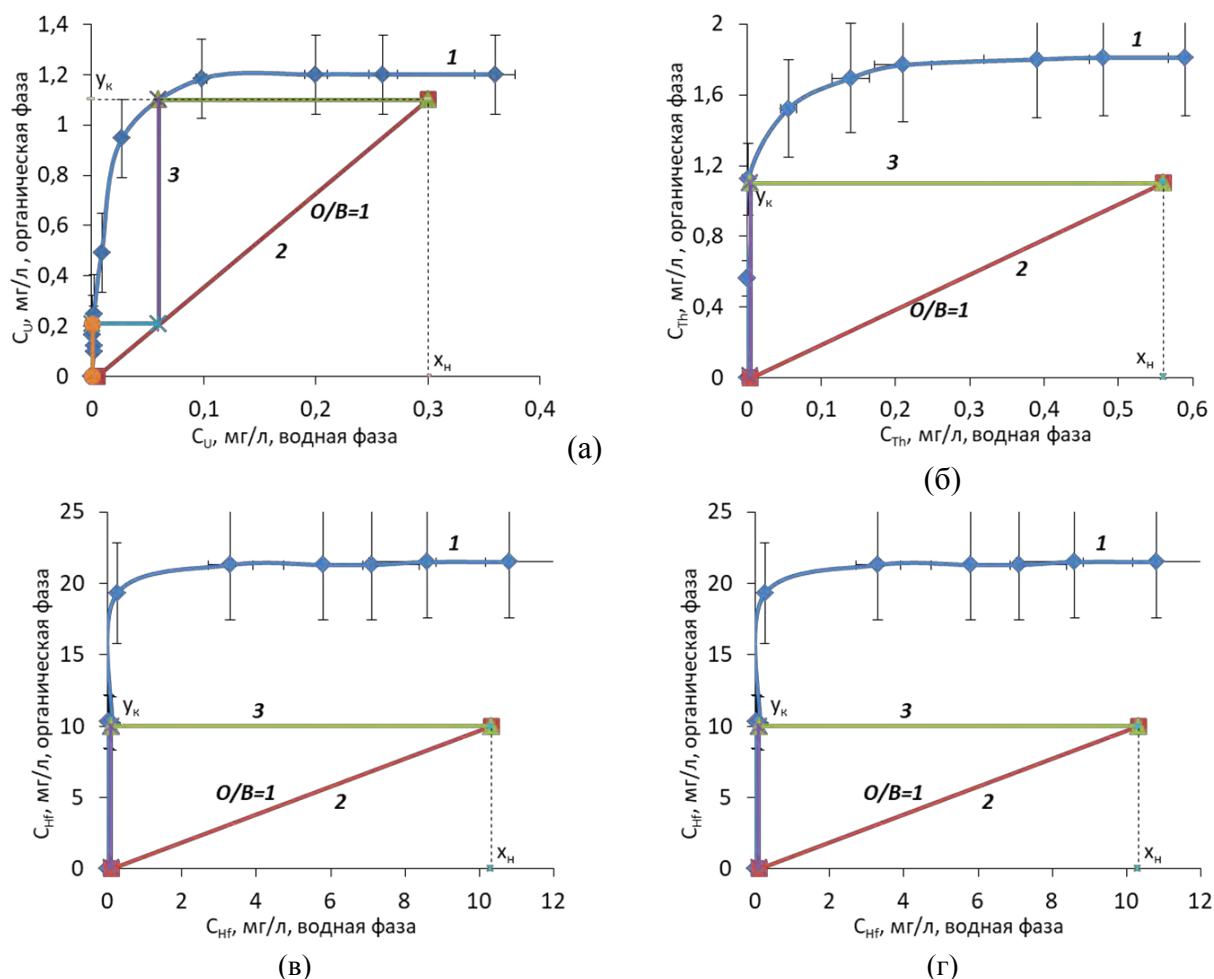 1,4
1,2
1
0,8
0,6
0,4
0,2
0
0
0,1
0,2
0,3
0,4
C_U, мг/л, органическая фаза
C_U, мг/л, водная фаза
y_к
x_н
1
2
3
О/В=1
(а)
2
1,6
1,2
0,8
0,4
0
0
0,1
0,2
0,3
0,4
0,5
0,6
C_Th, мг/л , органическая фаза
C_Th, мг/л, водная фаза
y_к
x_н
1
2
3
О/В=1
(б)
25
20
15
10
5
0
0
2
4
6
8
10
12
C_Hf, мг/л, органическая фаза
C_Hf, мг/л, водная фаза
y_к
x_н
1
2
3
О/В=1
(в)
25
20
15
10
5
0
0
2
4
6
8
10
12
C_Hf, мг/л, органическая фаза
C_Hf, мг/л, водная фаза
y_к
x_н
1
2
3
О/В=1
(г)